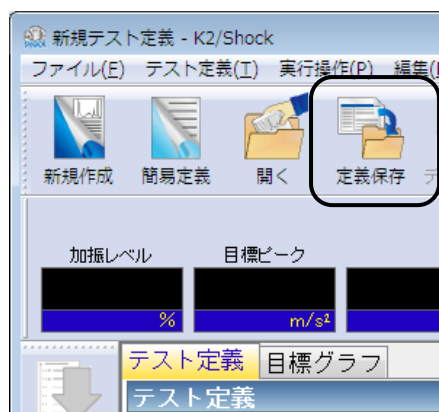 新規テスト定義 - K2/Shock
ファイル(F) テスト定義(T) 実行操作(P) 編集(
新規作成 簡易定義 開く 定義保存
加振レベル 目標ピーク
% m/s²
テスト定義 目標グラフ
テスト定義